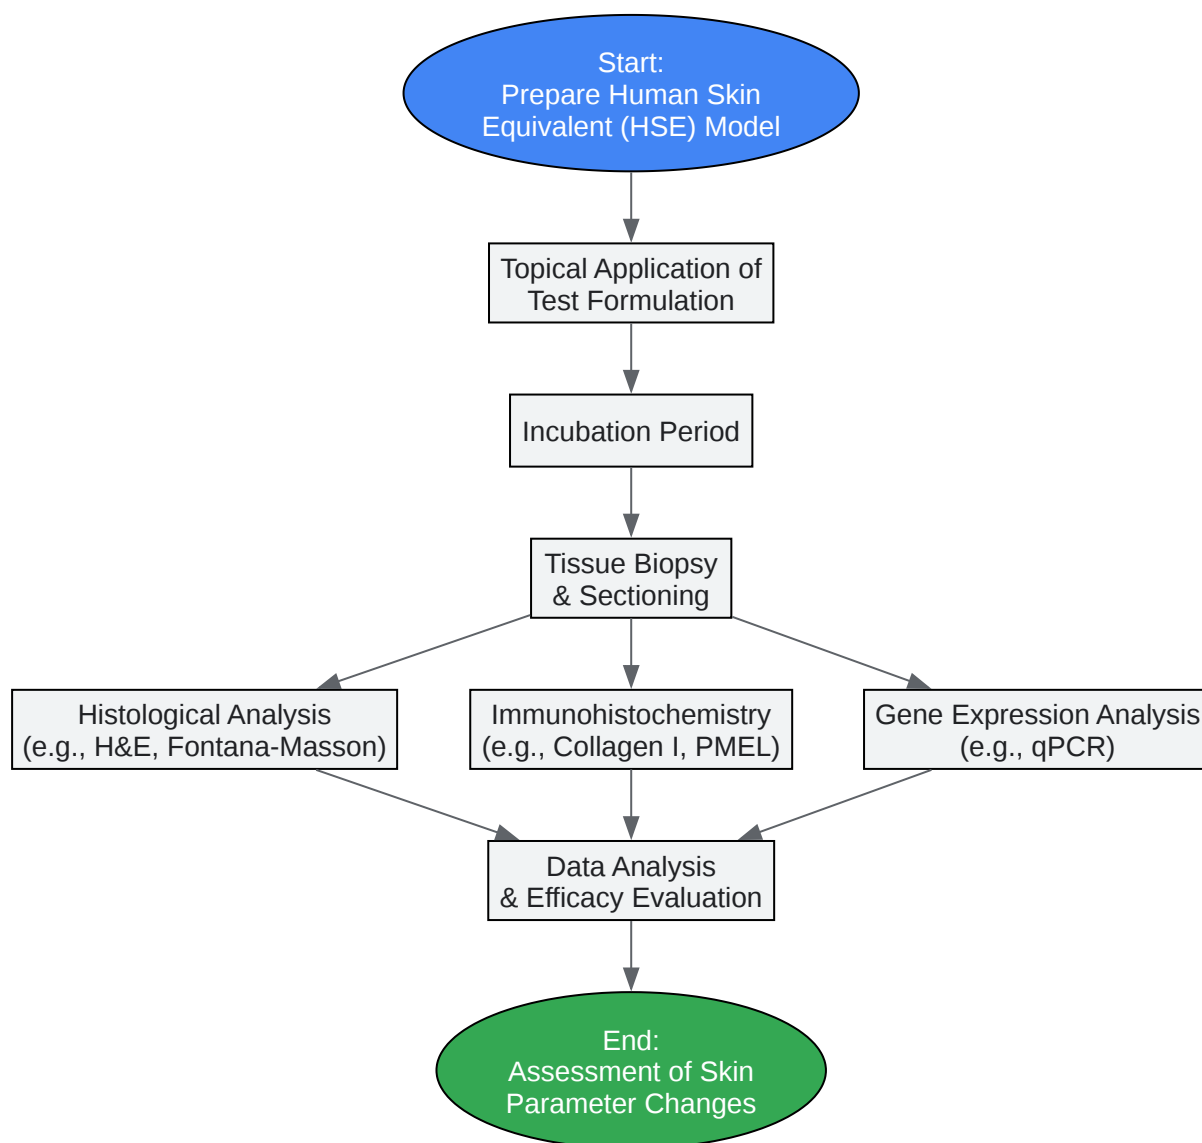 Start:
Prepare Human Skin
Equivalent (HSE) Model
Topical Application of
Test Formulation
Incubation Period
Tissue Biopsy
& Sectioning
Histological Analysis
(e.g., H&E, Fontana-Masson)
Immunohistochemistry
(e.g., Collagen I, PMEL)
Gene Expression Analysis
(e.g., qPCR)
Data Analysis
& Efficacy Evaluation
End:
Assessment of Skin
Parameter Changes